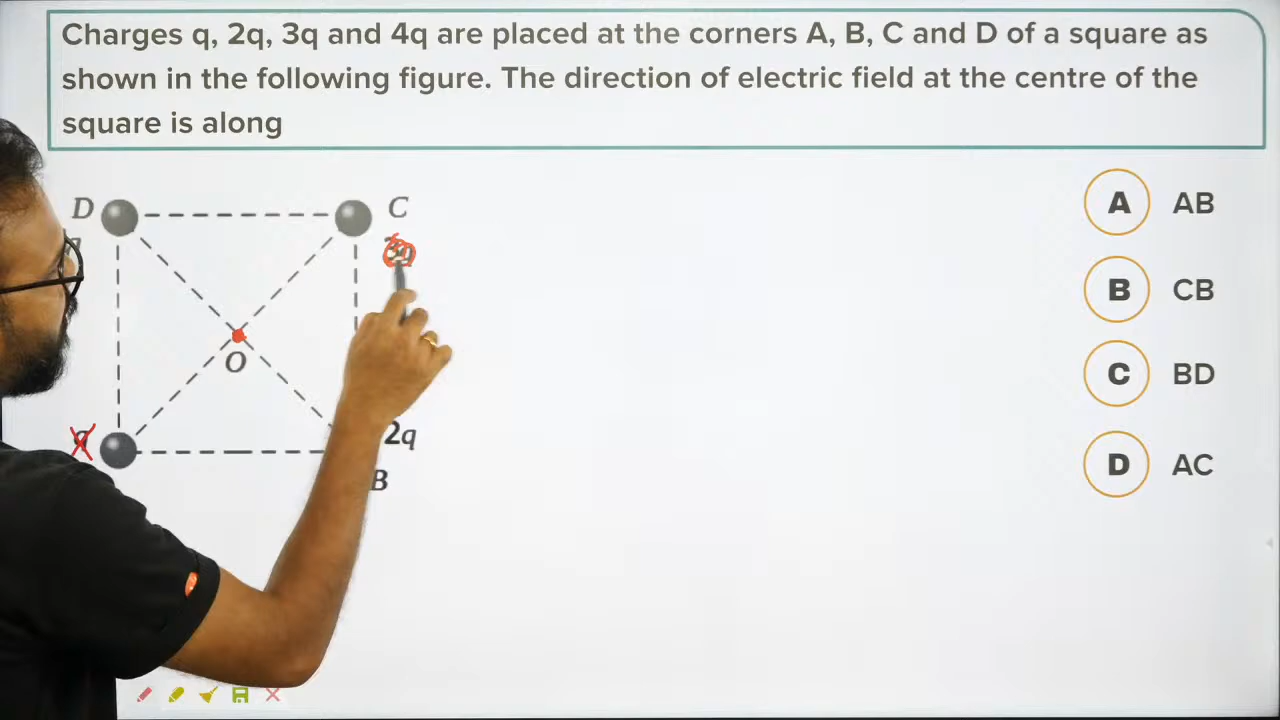 Charges q, 2q, 3q and 4q are placed at the corners A, B, C and D of a square as
shown in the following figure. The direction of electric field at the centre of the
square is along
D
C
A AB
B CB
O
C BD
q
2q
D AC
B